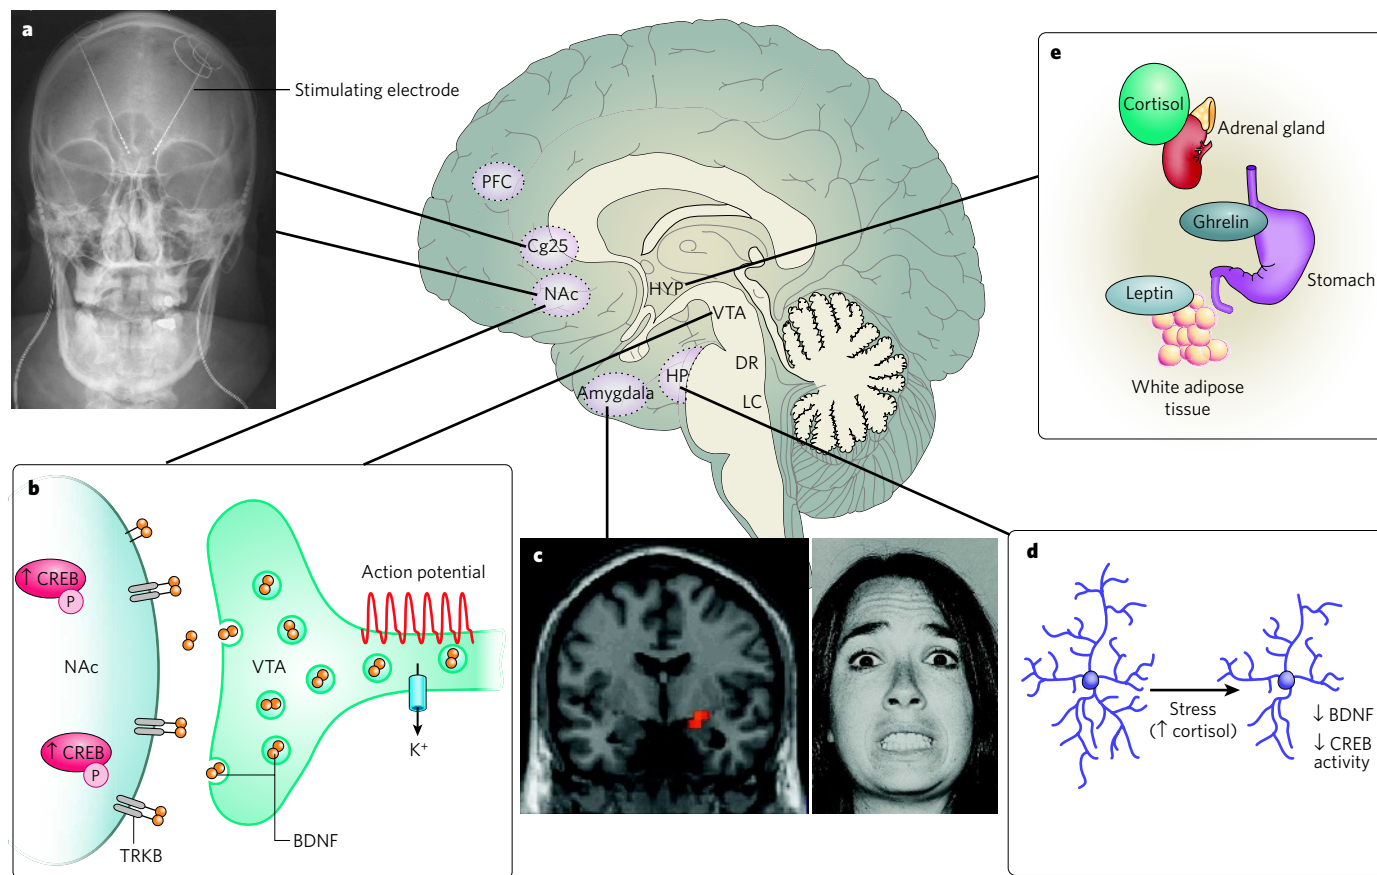 a
Stimulating electrode
PFC
Cg25
NAc
HYP
VTA
DR
LC
HP
Amygdala
e
Cortisol
Adrenal gland
Ghrelin
Stomach
Leptin
White adipose
tissue
b
↑ CREB
P
NAc
↑ CREB
P
TRKB
VTA
BDNF
Action potential
K⁺
c
d
Stress
(↑ cortisol)
↓ BDNF
↓ CREB
activity